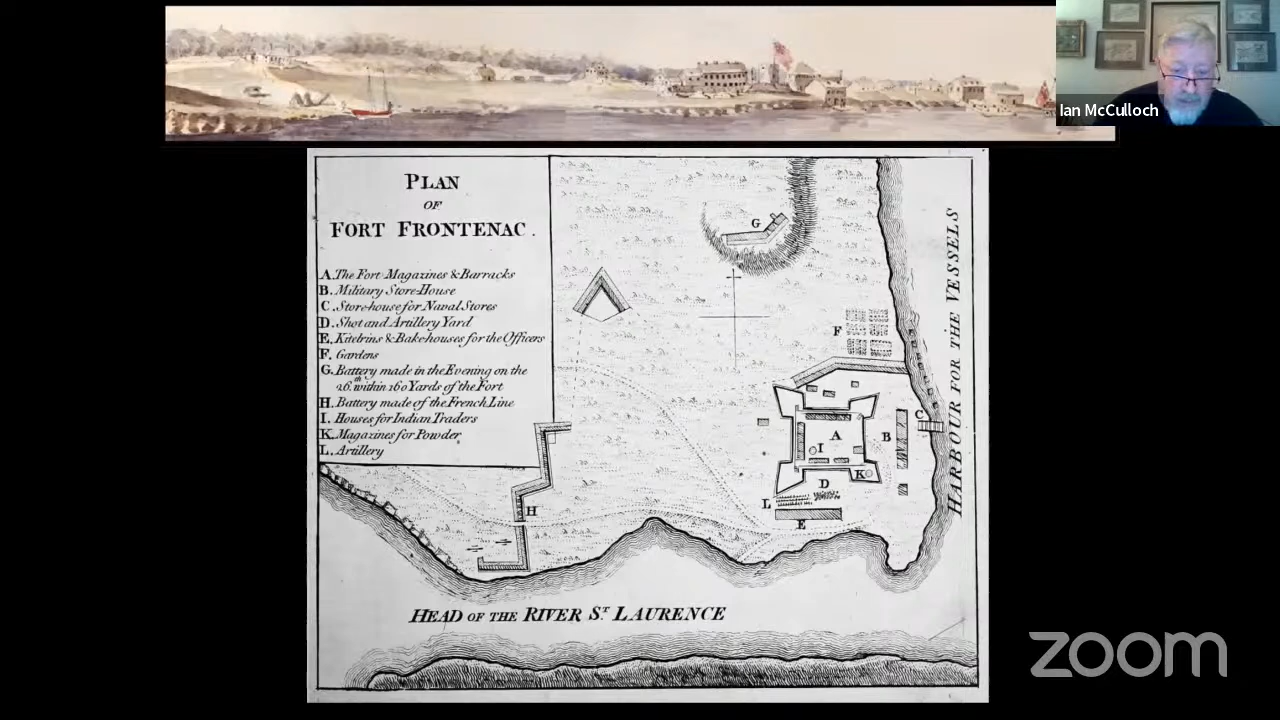 Ian McCulloch
PLAN
OF
FORT FRONTENAC.
A. The Fort Magazines & Barracks
B. Military Store-House
C. Store-house for Naval Stores
D. Shot and Artillery Yard
E. Kitchins & Bake-houses for the Officers
F. Gardens
G. Battery made in the Evening on the
26.th within 160 Yards of the Fort
H. Battery made of the French Line
I. Houses for Indian Traders
K. Magazines for Powder
L. Artillery
G
F
C
A
B
I
K
D
L
E
H
HARBOUR FOR THE VESSELS
HEAD OF THE RIVER ST LAURENCE
zoom